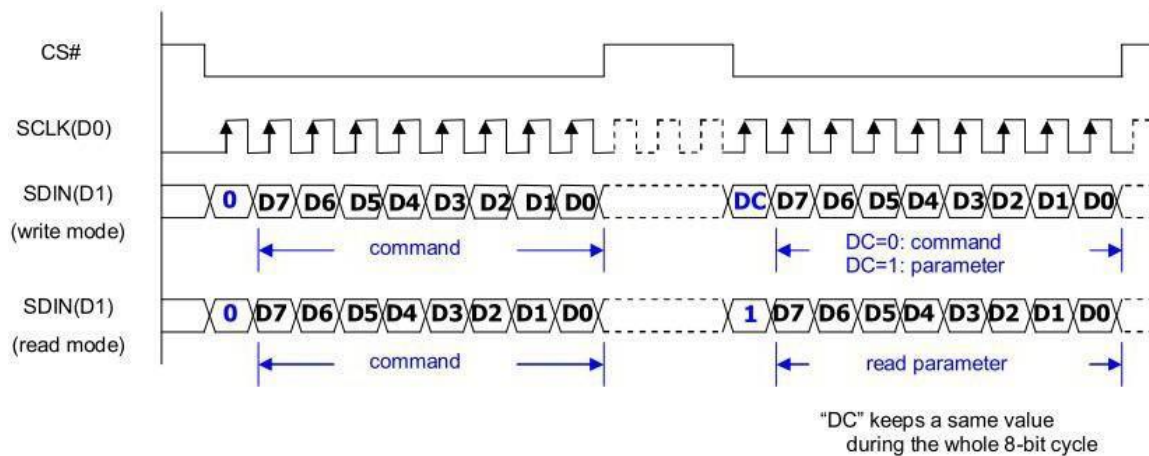 CS#
SCLK(D0)
SDIN(D1) 0 D7 D6 D5 D4 D3 D2 D1 D0 DC D7 D6 D5 D4 D3 D2 D1 D0
(write mode) command DC=0: command
DC=1: parameter
SDIN(D1) 0 D7 D6 D5 D4 D3 D2 D1 D0 1 D7 D6 D5 D4 D3 D2 D1 D0
(read mode) command read parameter
"DC" keeps a same value
during the whole 8-bit cycle